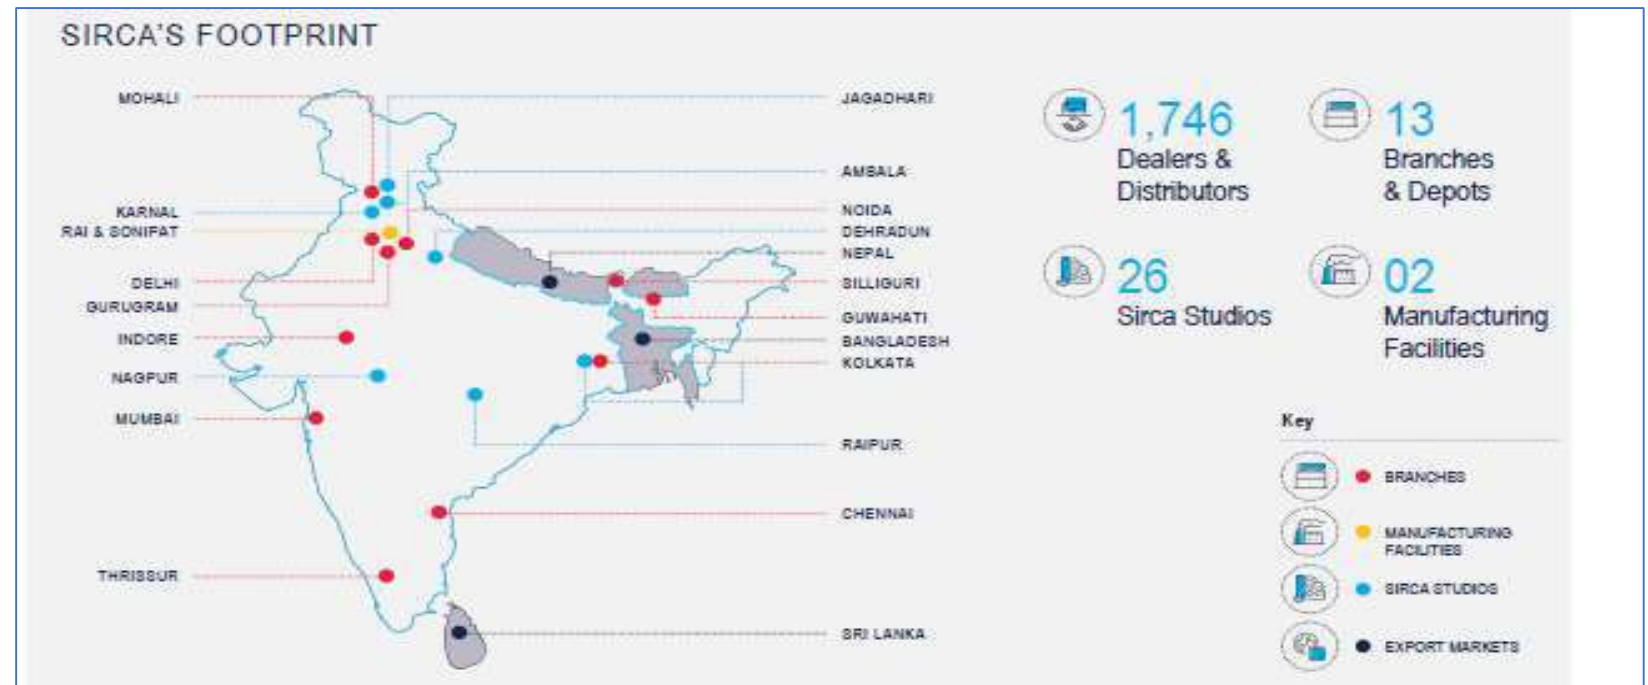 SIRCA'S FOOTPRINT
MOHALI
KARNAL
RAI & SONIPAT
DELHI
GURUGRAM
INDORE
NAGPUR
MUMBAI
THRISSUR
JAGADHARI
AMBALA
NOIDA
DEHRADUN
NEPAL
SILLIGURI
GUWAHATI
BANGLADESH
KOLKATA
RAIPUR
CHENNAI
SRI LANKA
1,746
Dealers &
Distributors
13
Branches
& Depots
26
Sirca Studios
02
Manufacturing
Facilities
Key
BRANCHES
MANUFACTURING
FACILITIES
SIRCA STUDIOS
EXPORT MARKETS